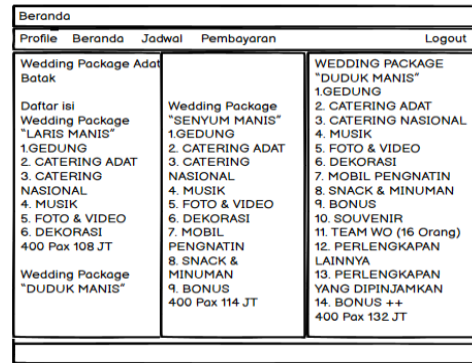 Beranda
Profile Beranda Jadwal Pembayaran Logout
Wedding Package Adat
Batak
Daftar isi
Wedding Package
"LARIS MANIS"
1.GEDUNG
2. CATERING ADAT
3. CATERING
NASIONAL
4. MUSIK
5. FOTO & VIDEO
6. DEKORASI
400 Pax 108 JT
Wedding Package
"DUDUK MANIS"
Wedding Package
"SENYUM MANIS"
1.GEDUNG
2. CATERING ADAT
3. CATERING
NASIONAL
4. MUSIK
5. FOTO & VIDEO
6. DEKORASI
7. MOBIL
PENGNATIN
8. SNACK &
MINUMAN
9. BONUS
400 Pax 114 JT
WEDDING PACKAGE
"DUDUK MANIS"
1.GEDUNG
2. CATERING ADAT
3. CATERING NASIONAL
4. MUSIK
5. FOTO & VIDEO
6. DEKORASI
7. MOBIL PENGNATIN
8. SNACK & MINUMAN
9. BONUS
10. SOUVENIR
11. TEAM WO (16 Orang)
12. PERLENGKAPAN
LAINNYA
13. PERLENGKAPAN
YANG DIPINJAMKAN
14. BONUS ++
400 Pax 132 JT